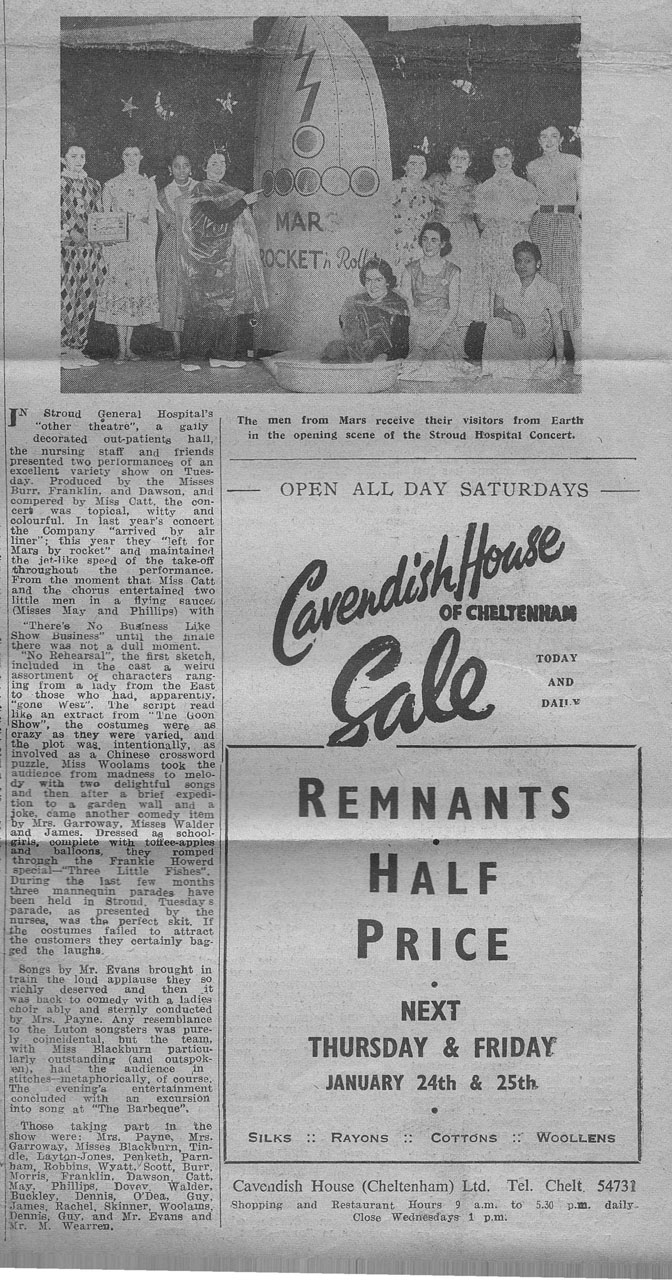 MARS
ROCKET'n Roll
IN Stroud General Hospital's
"other theatre", a gaily
decorated out-patients hall,
the nursing staff and friends
presented two performances of an
excellent variety show on Tues-
day. Produced by the Misses
Burr, Franklin, and Dawson, and
compered by Miss Catt, the con-
cert was topical, witty and
colourful. In last year's concert
the Company "arrived by air
liner"; this year they "left for
Mars by rocket" and maintained
the jet-like speed of the take-off
throughout the performance.
From the moment that Miss Catt
and the chorus entertained two
little men in a flying saucer
(Misses May and Phillips) with
"There's No Business Like
Show Business" until the finale
there was not a dull moment.
"No Rehearsal", the first sketch,
included in the cast a weird
assortment of characters rang-
ing from a lady from the East
to those who had, apparently,
"gone West". The script read
like an extract from "The Goon
Show", the costumes were as
crazy as they were varied, and
the plot was, intentionally, as
involved as a Chinese crossword
puzzle. Miss Woolams took the
audience from madness to melo-
dy with two delightful songs
and then after a brief expedi-
tion to a garden wall and a
joke, came another comedy item
by Mrs. Garroway, Misses Walder
and James. Dressed as school-
girls, complete with toffee-apples
and balloons, they romped
through the Frankie Howerd
special—"Three Little Fishes".
During the last few months
three mannequin parades have
been held in Stroud. Tuesday's
parade, as presented by the
nurses, was the perfect skit. If
the costumes failed to attract
the customers they certainly bag-
ged the laughs.
Songs by Mr. Evans brought in
train the loud applause they so
richly deserved and then it
was back to comedy with a ladies
choir ably and sternly conducted
by Mrs. Payne. Any resemblance
to the Luton songsters was pure-
ly coincidental, but the team,
with Miss Blackburn particu-
larly outstanding (and outspok-
en), had the audience in
stitches—metaphorically, of course.
The evening's entertainment
concluded with an excursion
into song at "The Barbeque".
Those taking part in the
show were: Mrs. Payne, Mrs.
Garroway, Misses Blackburn, Tin-
dle, Layton-Jones, Penketh, Parn-
ham, Robbins, Wyatt, Scott, Burr,
Morris, Franklin, Dawson, Catt,
May, Phillips, Dovey, Walder,
Buckley, Dennis, O'Dea, Guy,
James, Rachel, Skinner, Woolams,
Dennis, Guy, and Mr. Evans and
Mr. M. Wearren.
The men from Mars receive their visitors from Earth
in the opening scene of the Stroud Hospital Concert.
OPEN ALL DAY SATURDAYS
Cavendish House
OF CHELTENHAM
Sale
TODAY
AND
DAILY
REMNANTS
HALF
PRICE
NEXT
THURSDAY & FRIDAY
JANUARY 24th & 25th
SILKS :: RAYONS :: COTTONS :: WOOLLENS
Cavendish House (Cheltenham) Ltd. Tel. Chelt. 54731
Shopping and Restaurant Hours 9 a.m. to 5.30 p.m. daily.
Close Wednesdays 1 p.m.